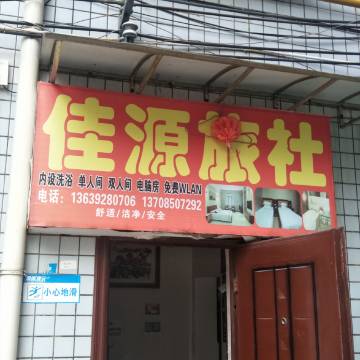 佳源旅社
内设洗浴 单人间 双人间 电脑房 免费WLAN
电话：13639280706 13708507292
舒适/洁净/安全
小心地滑